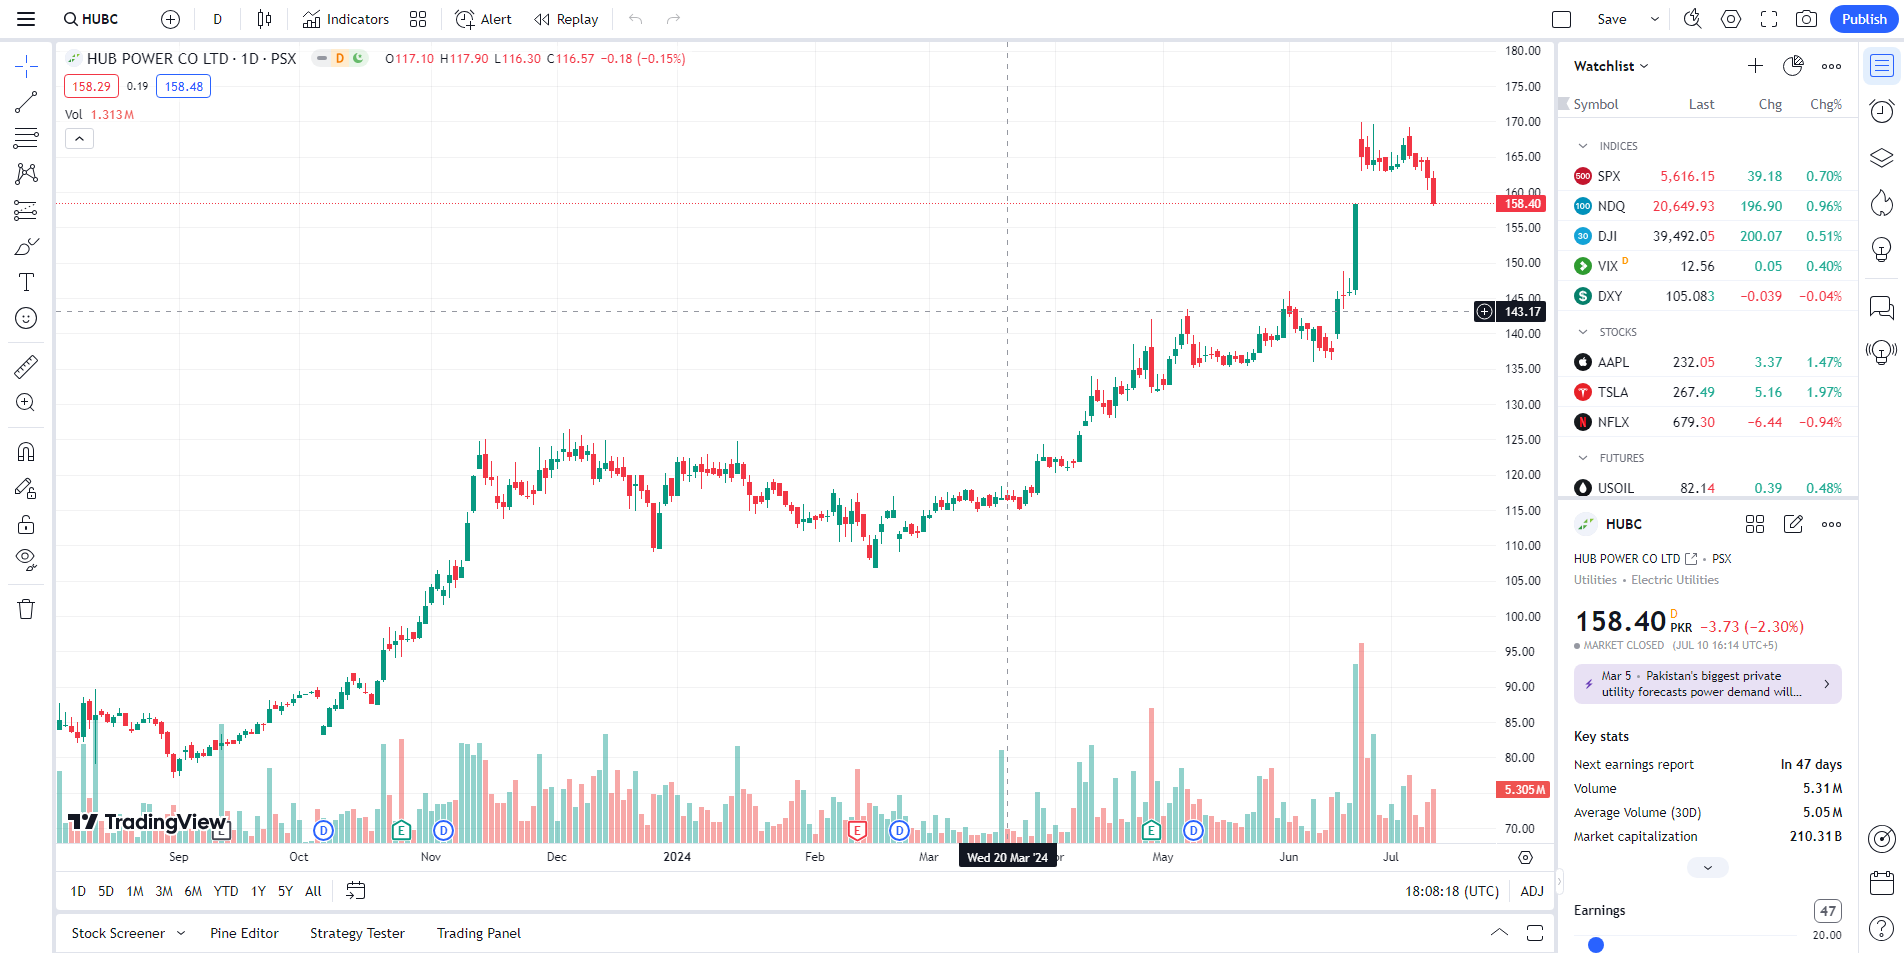 HUBC D Indicators Alert Replay Save Publish
HUB POWER CO LTD · 1D · PSX D O117.10 H117.90 L116.30 C116.57 −0.18 (−0.15%)
158.29 0.19 158.48
Vol 1.313M
180.00
175.00
170.00
165.00
160.00
158.40
155.00
150.00
145.00
143.17
140.00
135.00
130.00
125.00
120.00
115.00
110.00
105.00
100.00
95.00
90.00
85.00
80.00
5.305M
70.00
TradingView
E D E D E D E D
Sep Oct Nov Dec 2024 Feb Mar Wed 20 Mar '24 May Jun Jul
1D 5D 1M 3M 6M YTD 1Y 5Y All 18:08:18 (UTC) ADJ
Stock Screener Pine Editor Strategy Tester Trading Panel
Watchlist
Symbol Last Chg Chg%
INDICES
500 SPX 5,616.15 39.18 0.70%
100 NDQ 20,649.93 196.90 0.96%
30 DJI 39,492.05 200.07 0.51%
VIX D 12.56 0.05 0.40%
$ DXY 105.083 −0.039 −0.04%
STOCKS
AAPL 232.05 3.37 1.47%
TSLA 267.49 5.16 1.97%
N NFLX 679.30 −6.44 −0.94%
FUTURES
USOIL 82.14 0.39 0.48%
HUBC
HUB POWER CO LTD • PSX
Utilities • Electric Utilities
158.40 D PKR −3.73 (−2.30%)
MARKET CLOSED (JUL 10 16:14 UTC+5)
Mar 5 • Pakistan's biggest private
utility forecasts power demand will...
Key stats
Next earnings report In 47 days
Volume 5.31M
Average Volume (30D) 5.05M
Market capitalization 210.31B
Earnings 47
20.00